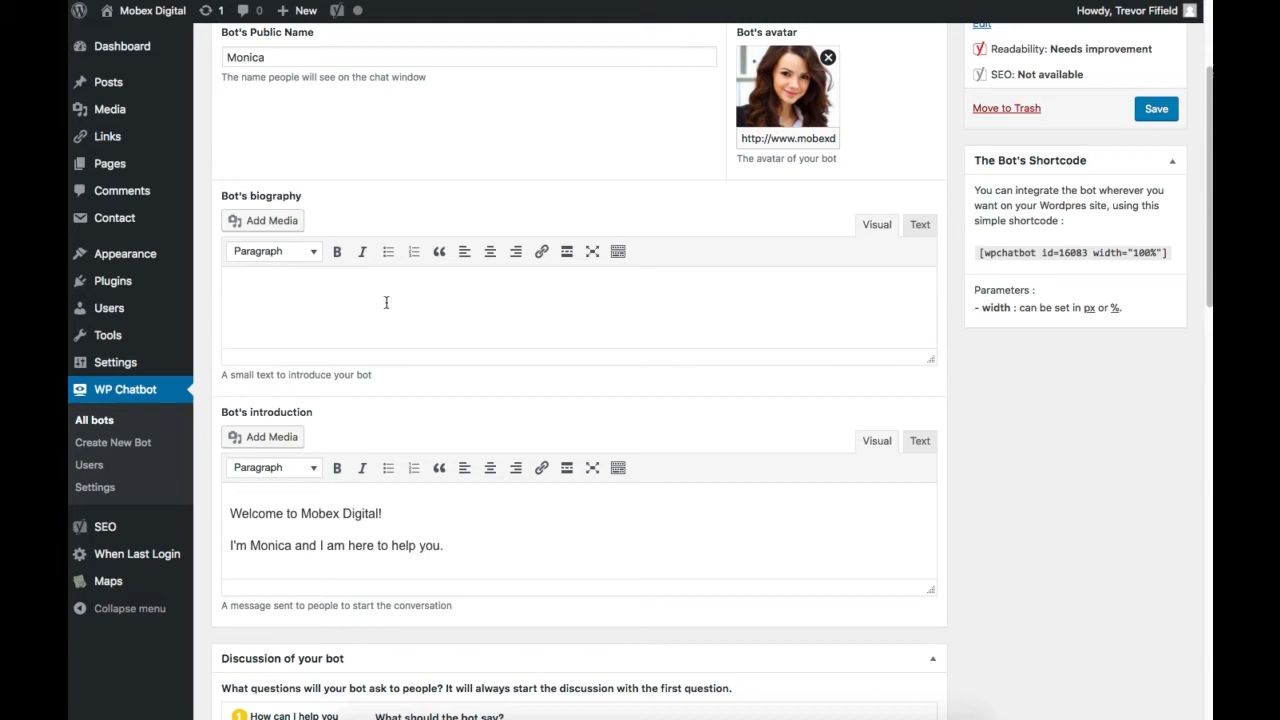 Mobex Digital
1
0
New
Howdy, Trevor Fifield
Dashboard
Posts
Media
Links
Pages
Comments
Contact
Appearance
Plugins
Users
Tools
Settings
WP Chatbot
All bots
Create New Bot
Users
Settings
SEO
When Last Login
Maps
Collapse menu
Bot's Public Name
Monica
The name people will see on the chat window
Bot's avatar
http://www.mobexd
The avatar of your bot
Bot's biography
Add Media
Visual
Text
Paragraph
A small text to introduce your bot
Bot's introduction
Add Media
Visual
Text
Paragraph
Welcome to Mobex Digital!
I'm Monica and I am here to help you.
A message sent to people to start the conversation
Discussion of your bot
What questions will your bot ask to people? It will always start the discussion with the first question.
1 How can I help you
What should the bot say?
Edit
Readability: Needs improvement
SEO: Not available
Move to Trash
Save
The Bot's Shortcode
You can integrate the bot wherever you
want on your Wordpres site, using this
simple shortcode :
[wpchatbot id=16083 width="100%"]
Parameters :
- width : can be set in px or %.